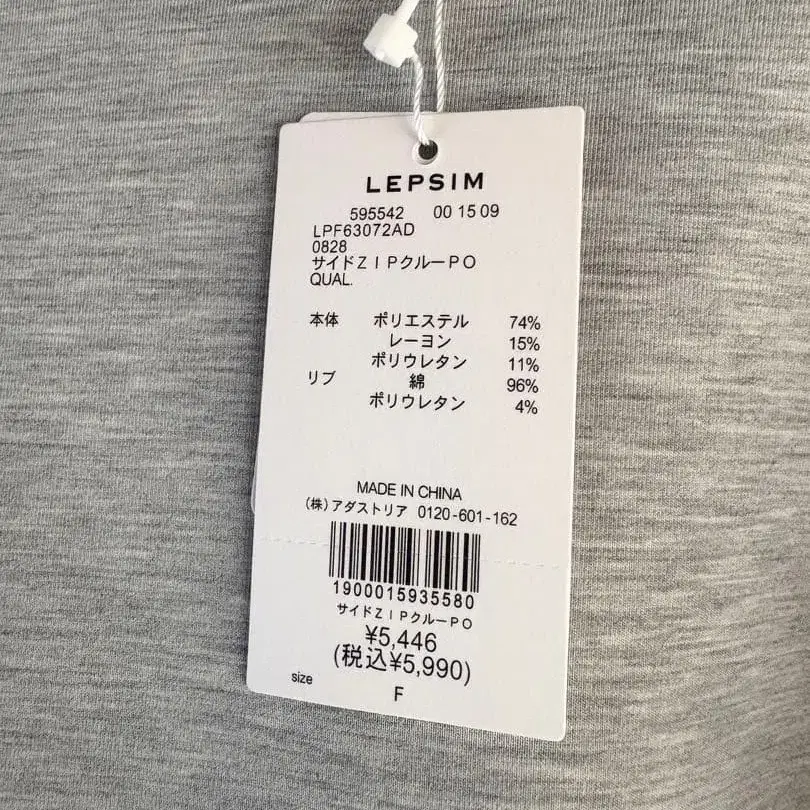 LEPSIM
595542 00 15 09
LPF63072AD
0828
サイドＺＩＰクルーＰＯ
QUAL.
本体 ポリエステル 74%
レーヨン 15%
ポリウレタン 11%
リブ 綿 96%
ポリウレタン 4%
MADE IN CHINA
(株)アダストリア 0120-601-162
1900015935580
サイドＺＩＰクルーＰＯ
¥5,446
(税込¥5,990)
size F